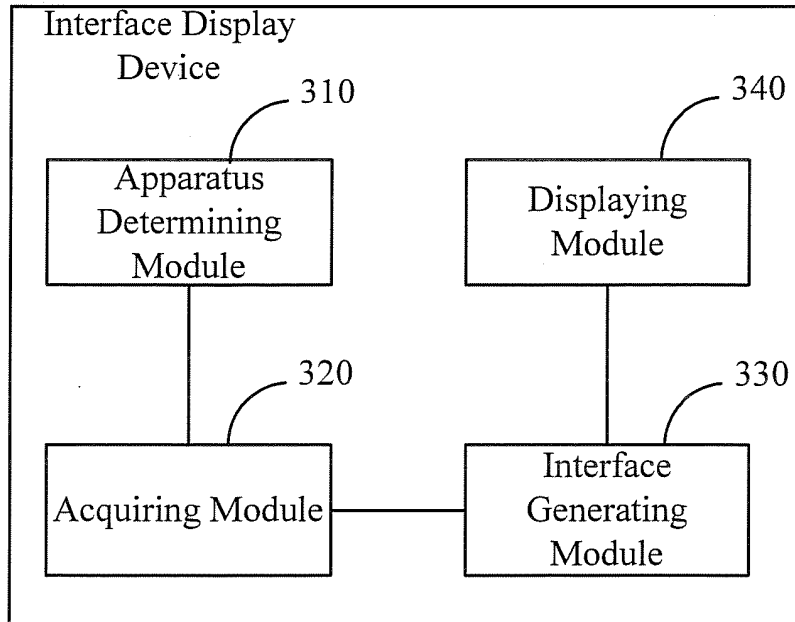 Interface Display
Device
310
340
Apparatus
Determining
Module
Displaying
Module
320
330
Acquiring Module
Interface
Generating
Module